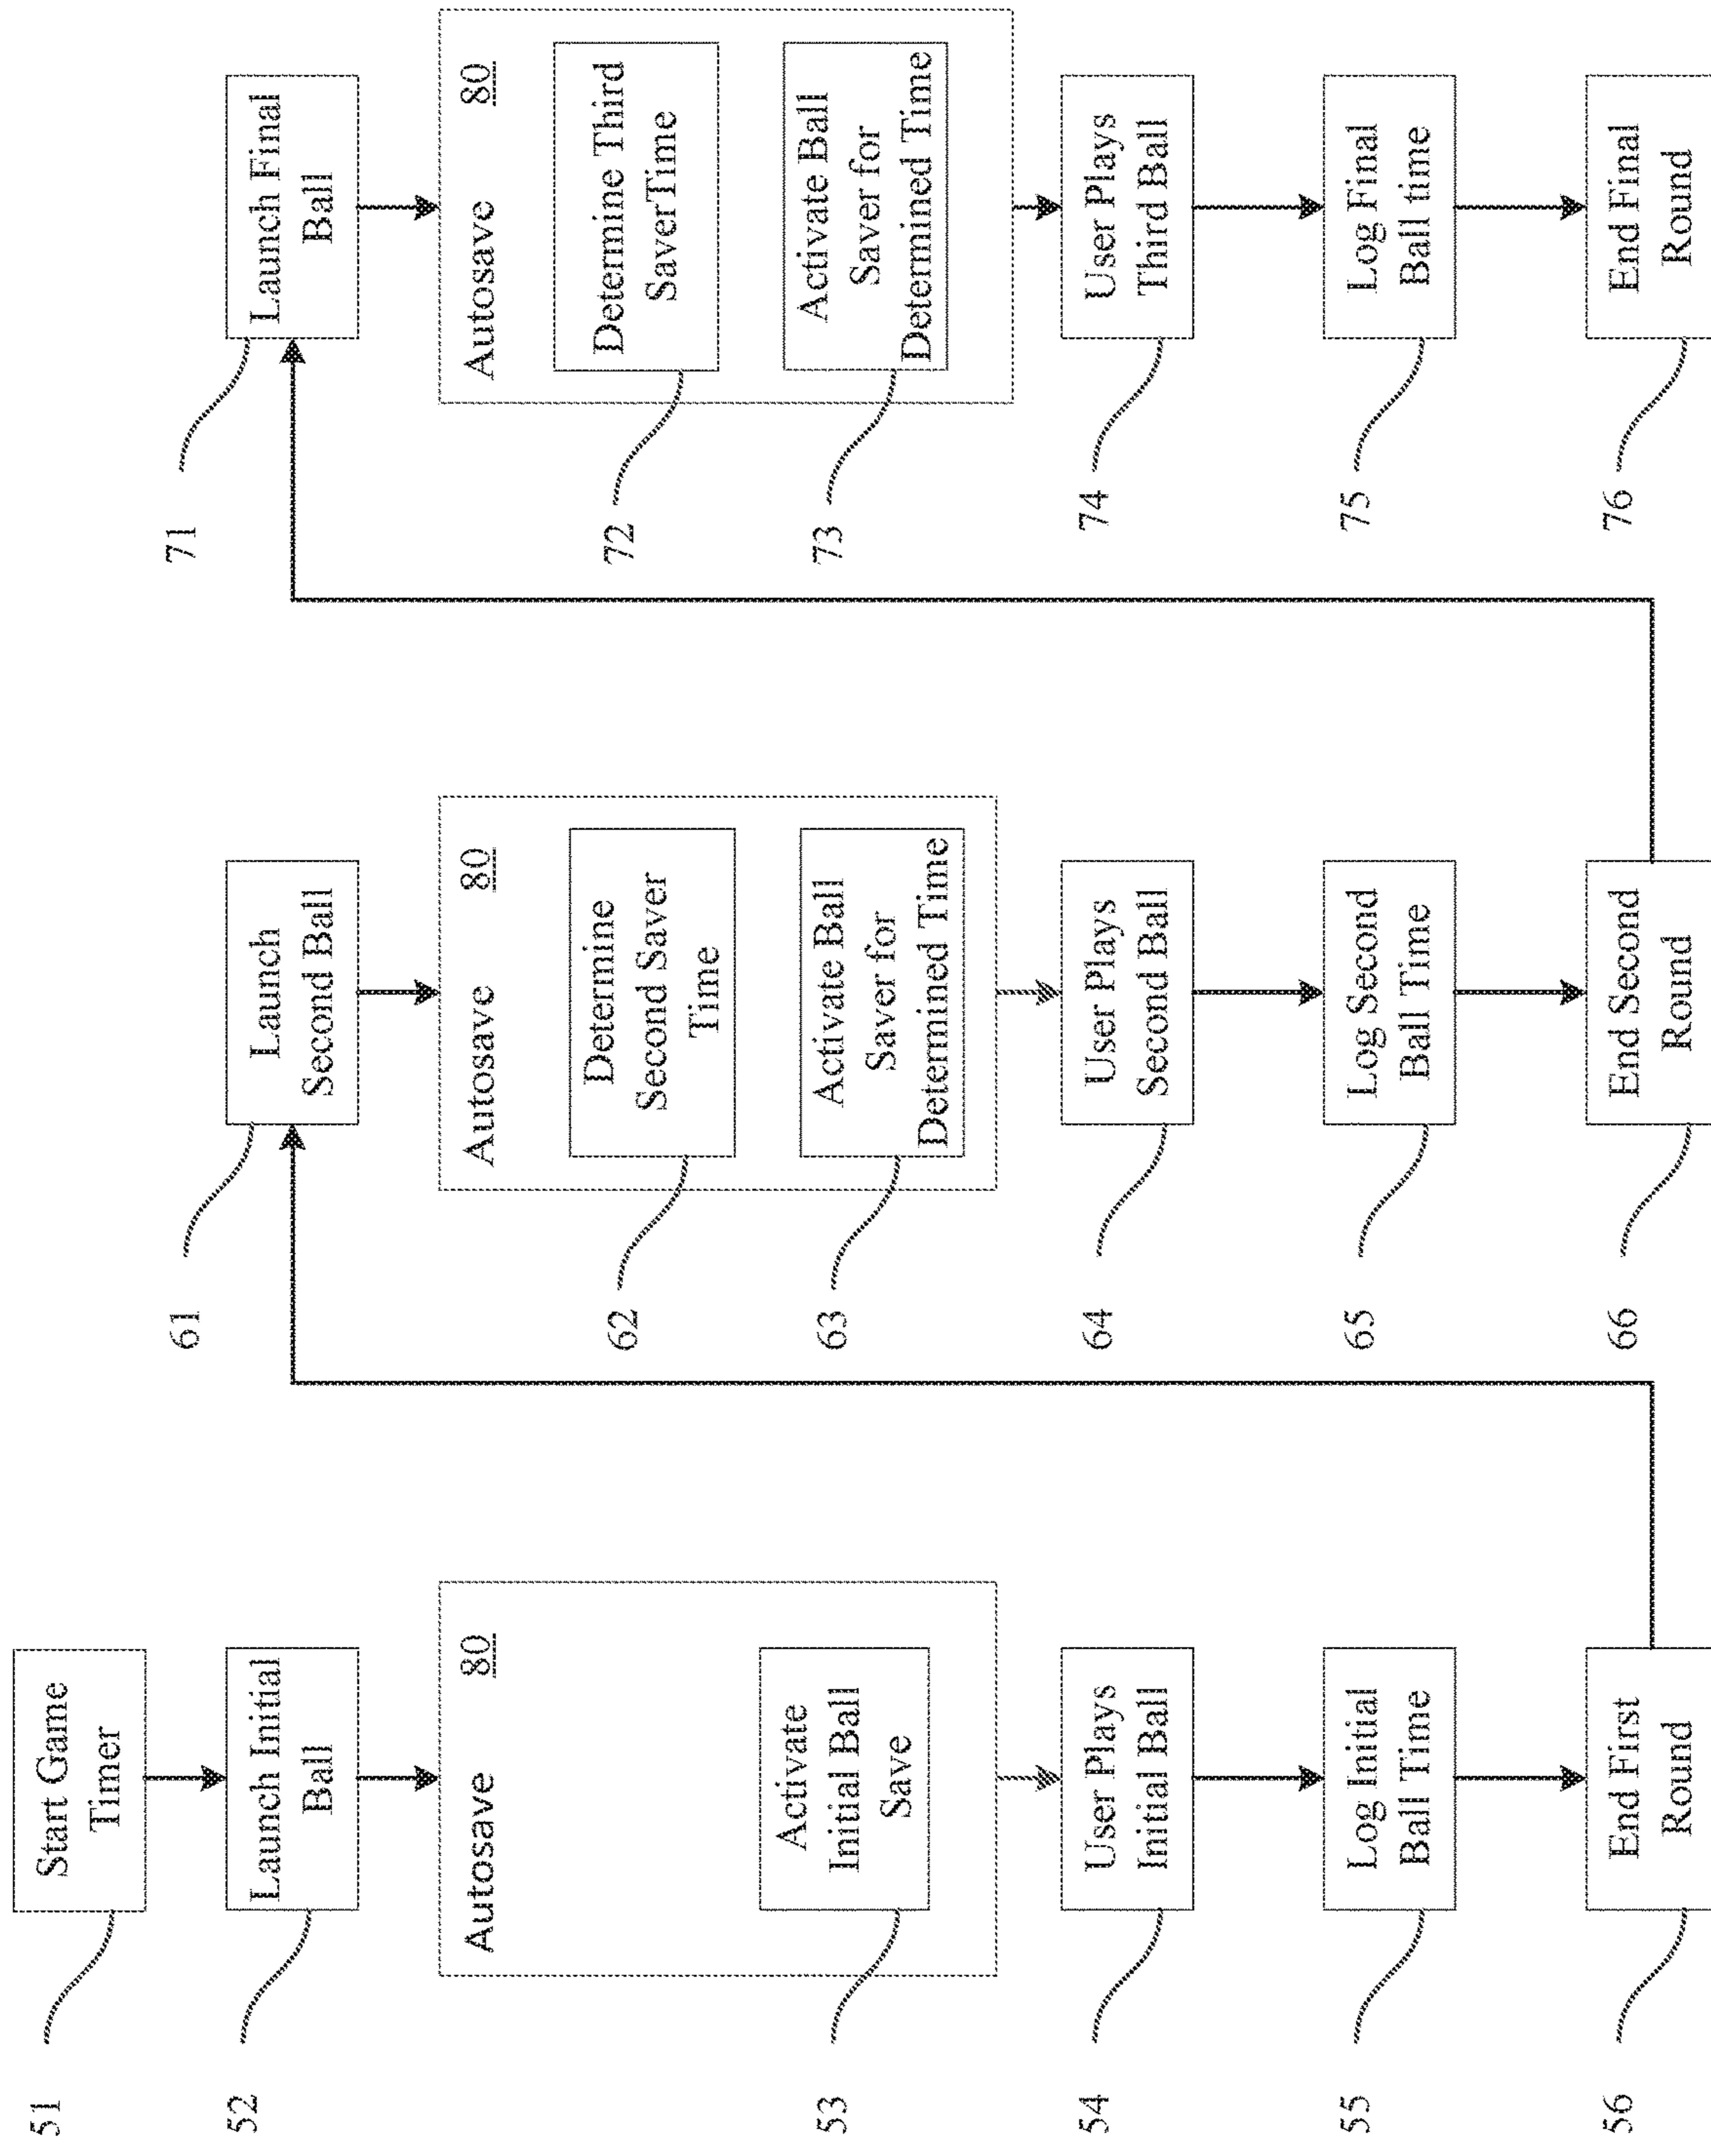 51
Start Game
Timer
52
Launch Initial
Ball
Autosave
80
53
Activate
Initial Ball
Save
54
User Plays
Initial Ball
55
Log Initial
Ball Time
56
End First
Round
61
Launch
Second Ball
Autosave
80
62
Determine
Second Saver
Time
63
Activate Ball
Saver for
Determined Time
64
User Plays
Second Ball
65
Log Second
Ball Time
66
End Second
Round
71
Launch Final
Ball
Autosave
80
72
Determine Third
SaverTime
73
Activate Ball
Saver for
Determined Time
74
User Plays
Third Ball
75
Log Final
Ball time
76
End Final
Round